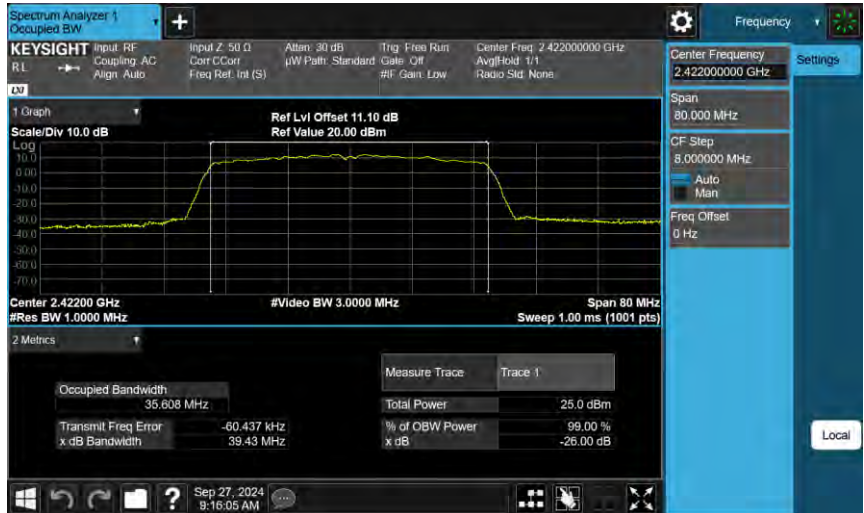 Spectrum Analyzer 1
Occupied BW
Frequency
KEYSIGHT
RL
LXI
Input: RF
Coupling: AC
Align: Auto
Input Z: 50 Ω
Corr CCorr
Freq Ref: Int (S)
Atten: 30 dB
µW Path: Standard
Trig: Free Run
Gate: Off
#IF Gain: Low
Center Freq: 2.422000000 GHz
Avg|Hold: 1/1
Radio Std: None
Center Frequency
2.422000000 GHz
Settings
Span
80.000 MHz
CF Step
8.000000 MHz
Auto
Man
Freq Offset
0 Hz
Local
1 Graph
Scale/Div 10.0 dB
Ref Lvl Offset 11.10 dB
Ref Value 20.00 dBm
Log
10.0
0.00
-10.0
-20.0
-30.0
-40.0
-50.0
-60.0
-70.0
Center 2.42200 GHz
#Res BW 1.0000 MHz
#Video BW 3.0000 MHz
Span 80 MHz
Sweep 1.00 ms (1001 pts)
2 Metrics
Measure Trace Trace 1
Occupied Bandwidth
35.608 MHz
Total Power 25.0 dBm
Transmit Freq Error -60.437 kHz
% of OBW Power 99.00 %
x dB Bandwidth 39.43 MHz
x dB -26.00 dB
Sep 27, 2024
9:16:05 AM